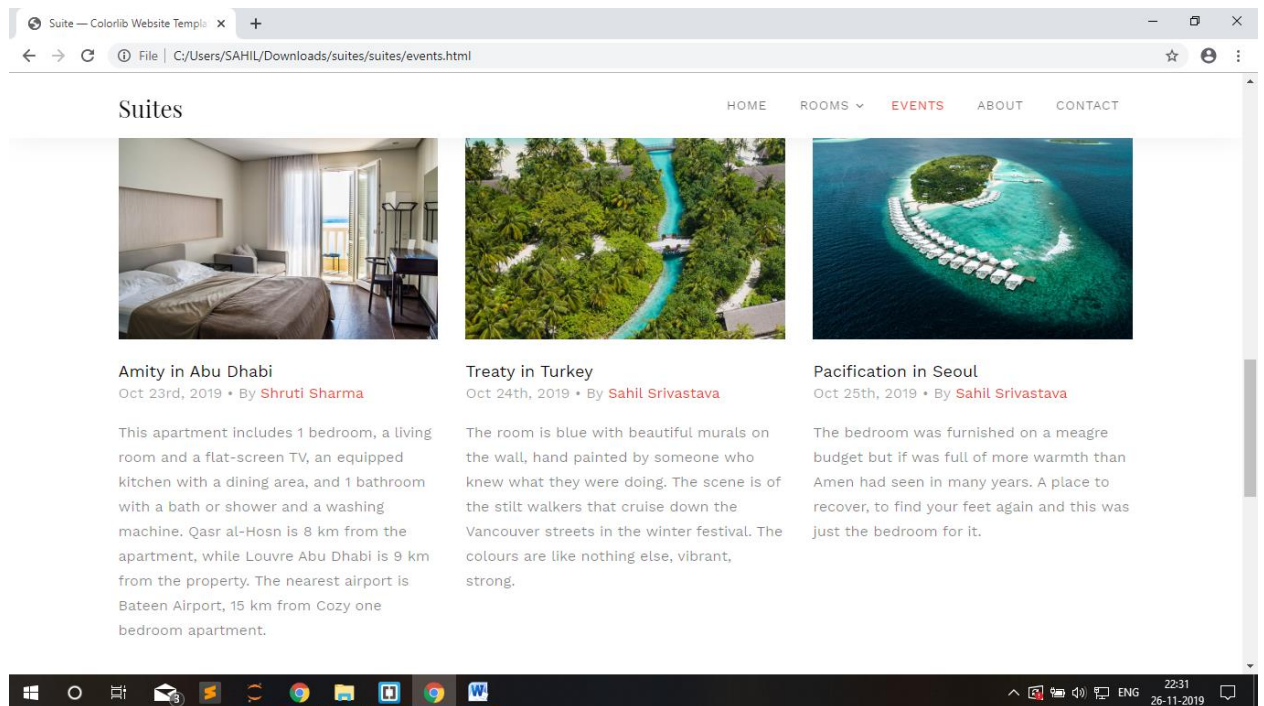 Suite — Colorlib Website Templa
File | C:/Users/SAHIL/Downloads/suites/suites/events.html
Suites
HOME ROOMS EVENTS ABOUT CONTACT
Amity in Abu Dhabi
Oct 23rd, 2019 • By Shruti Sharma
This apartment includes 1 bedroom, a living
room and a flat-screen TV, an equipped
kitchen with a dining area, and 1 bathroom
with a bath or shower and a washing
machine. Qasr al-Hosn is 8 km from the
apartment, while Louvre Abu Dhabi is 9 km
from the property. The nearest airport is
Bateen Airport, 15 km from Cozy one
bedroom apartment.
Treaty in Turkey
Oct 24th, 2019 • By Sahil Srivastava
The room is blue with beautiful murals on
the wall, hand painted by someone who
knew what they were doing. The scene is of
the stilt walkers that cruise down the
Vancouver streets in the winter festival. The
colours are like nothing else, vibrant,
strong.
Pacification in Seoul
Oct 25th, 2019 • By Sahil Srivastava
The bedroom was furnished on a meagre
budget but if was full of more warmth than
Amen had seen in many years. A place to
recover, to find your feet again and this was
just the bedroom for it.
3
W
ENG
22:31
26-11-2019